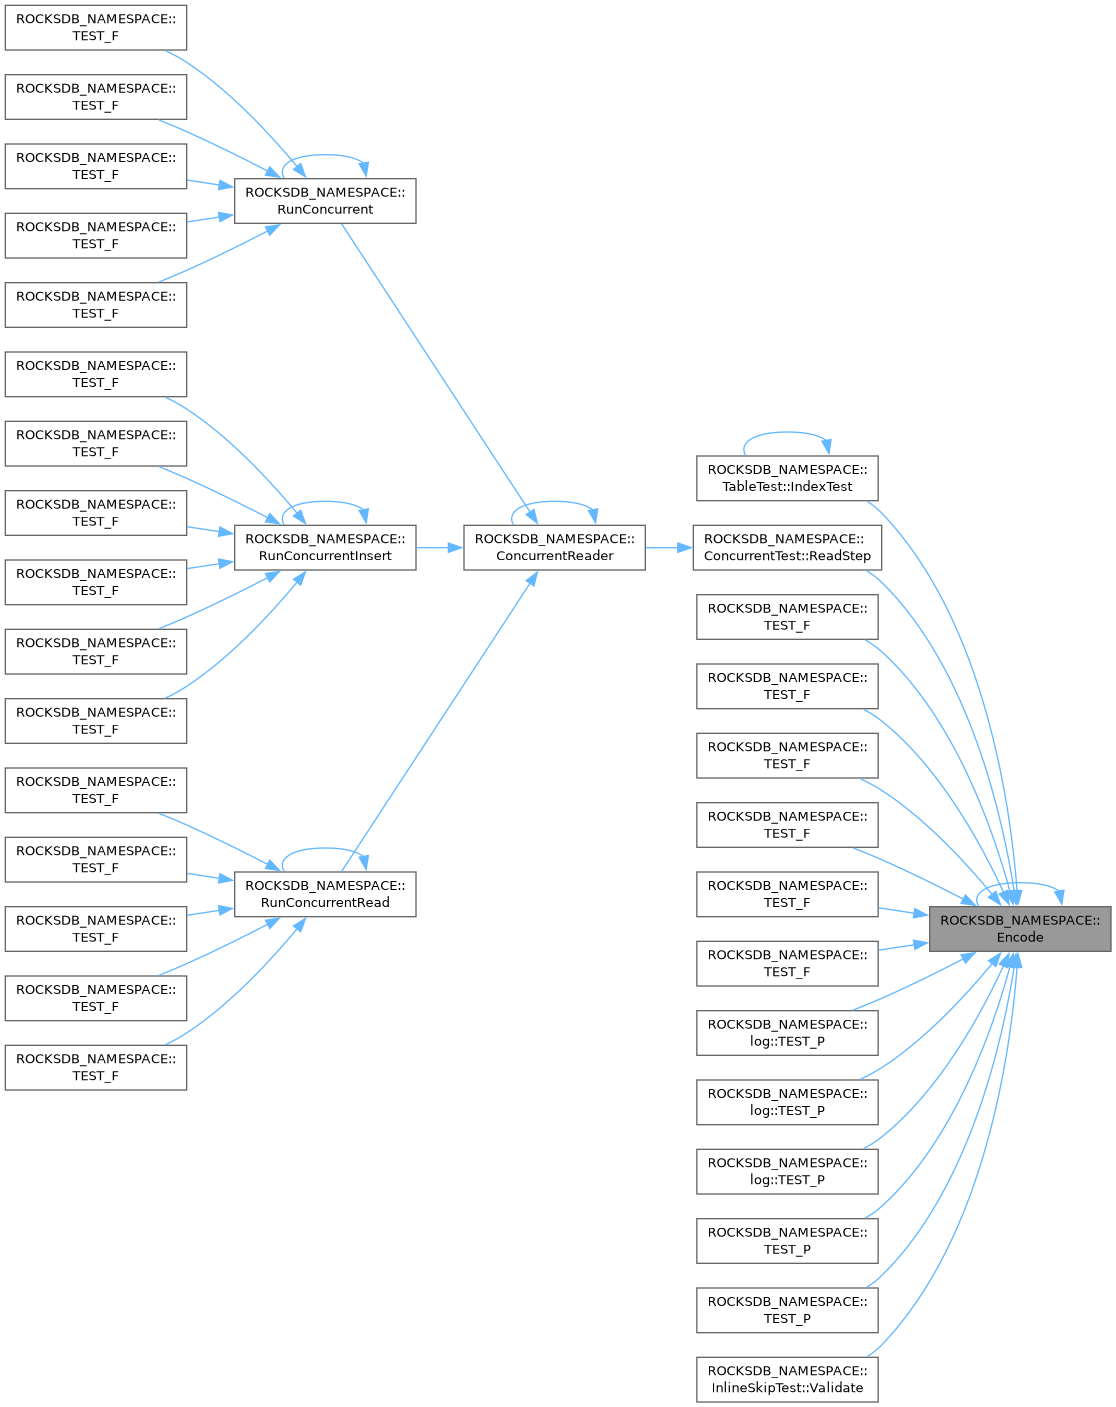 ROCKSDB_NAMESPACE::
TEST_F
ROCKSDB_NAMESPACE::
TEST_F
ROCKSDB_NAMESPACE::
TEST_F
ROCKSDB_NAMESPACE::
TEST_F
ROCKSDB_NAMESPACE::
TEST_F
ROCKSDB_NAMESPACE::
TEST_F
ROCKSDB_NAMESPACE::
TEST_F
ROCKSDB_NAMESPACE::
TEST_F
ROCKSDB_NAMESPACE::
TEST_F
ROCKSDB_NAMESPACE::
TEST_F
ROCKSDB_NAMESPACE::
TEST_F
ROCKSDB_NAMESPACE::
TEST_F
ROCKSDB_NAMESPACE::
TEST_F
ROCKSDB_NAMESPACE::
TEST_F
ROCKSDB_NAMESPACE::
TEST_F
ROCKSDB_NAMESPACE::
TEST_F
ROCKSDB_NAMESPACE::
RunConcurrent
ROCKSDB_NAMESPACE::
RunConcurrentInsert
ROCKSDB_NAMESPACE::
RunConcurrentRead
ROCKSDB_NAMESPACE::
ConcurrentReader
ROCKSDB_NAMESPACE::
TableTest::IndexTest
ROCKSDB_NAMESPACE::
ConcurrentTest::ReadStep
ROCKSDB_NAMESPACE::
TEST_F
ROCKSDB_NAMESPACE::
TEST_F
ROCKSDB_NAMESPACE::
TEST_F
ROCKSDB_NAMESPACE::
TEST_F
ROCKSDB_NAMESPACE::
TEST_F
ROCKSDB_NAMESPACE::
TEST_F
ROCKSDB_NAMESPACE::
log::TEST_P
ROCKSDB_NAMESPACE::
log::TEST_P
ROCKSDB_NAMESPACE::
log::TEST_P
ROCKSDB_NAMESPACE::
TEST_P
ROCKSDB_NAMESPACE::
TEST_P
ROCKSDB_NAMESPACE::
InlineSkipTest::Validate
ROCKSDB_NAMESPACE::
Encode